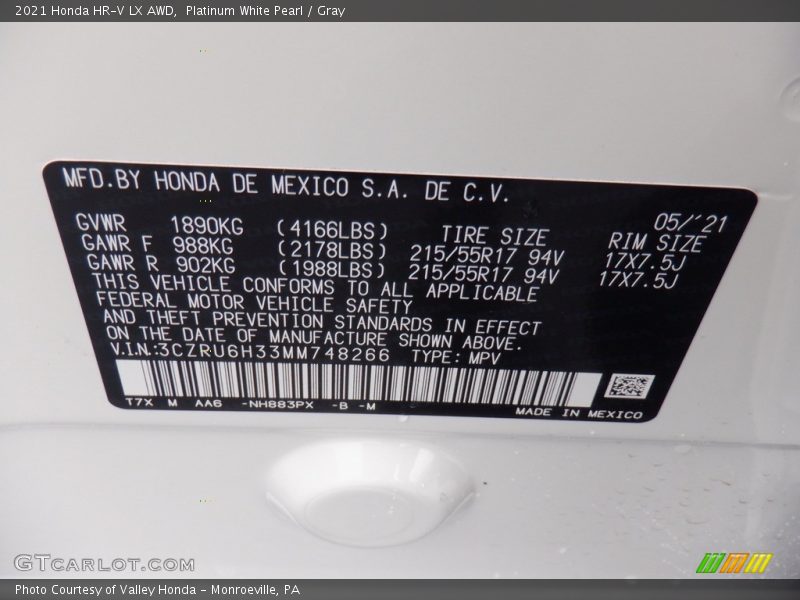 2021 Honda HR-V LX AWD, Platinum White Pearl / Gray
MFD.BY HONDA DE MEXICO S.A. DE C.V.
05/'21
GVWR 1890KG (4166LBS) TIRE SIZE RIM SIZE
GAWR F 988KG (2178LBS) 215/55R17 94V 17X7.5J
GAWR R 902KG (1988LBS) 215/55R17 94V 17X7.5J
THIS VEHICLE CONFORMS TO ALL APPLICABLE
FEDERAL MOTOR VEHICLE SAFETY
AND THEFT PREVENTION STANDARDS IN EFFECT
ON THE DATE OF MANUFACTURE SHOWN ABOVE.
V.I.N.:3CZRU6H33MM748266 TYPE: MPV
T7X M AA6 -NH883PX -B -M MADE IN MEXICO
GTCARLOT.COM
Photo Courtesy of Valley Honda - Monroeville, PA